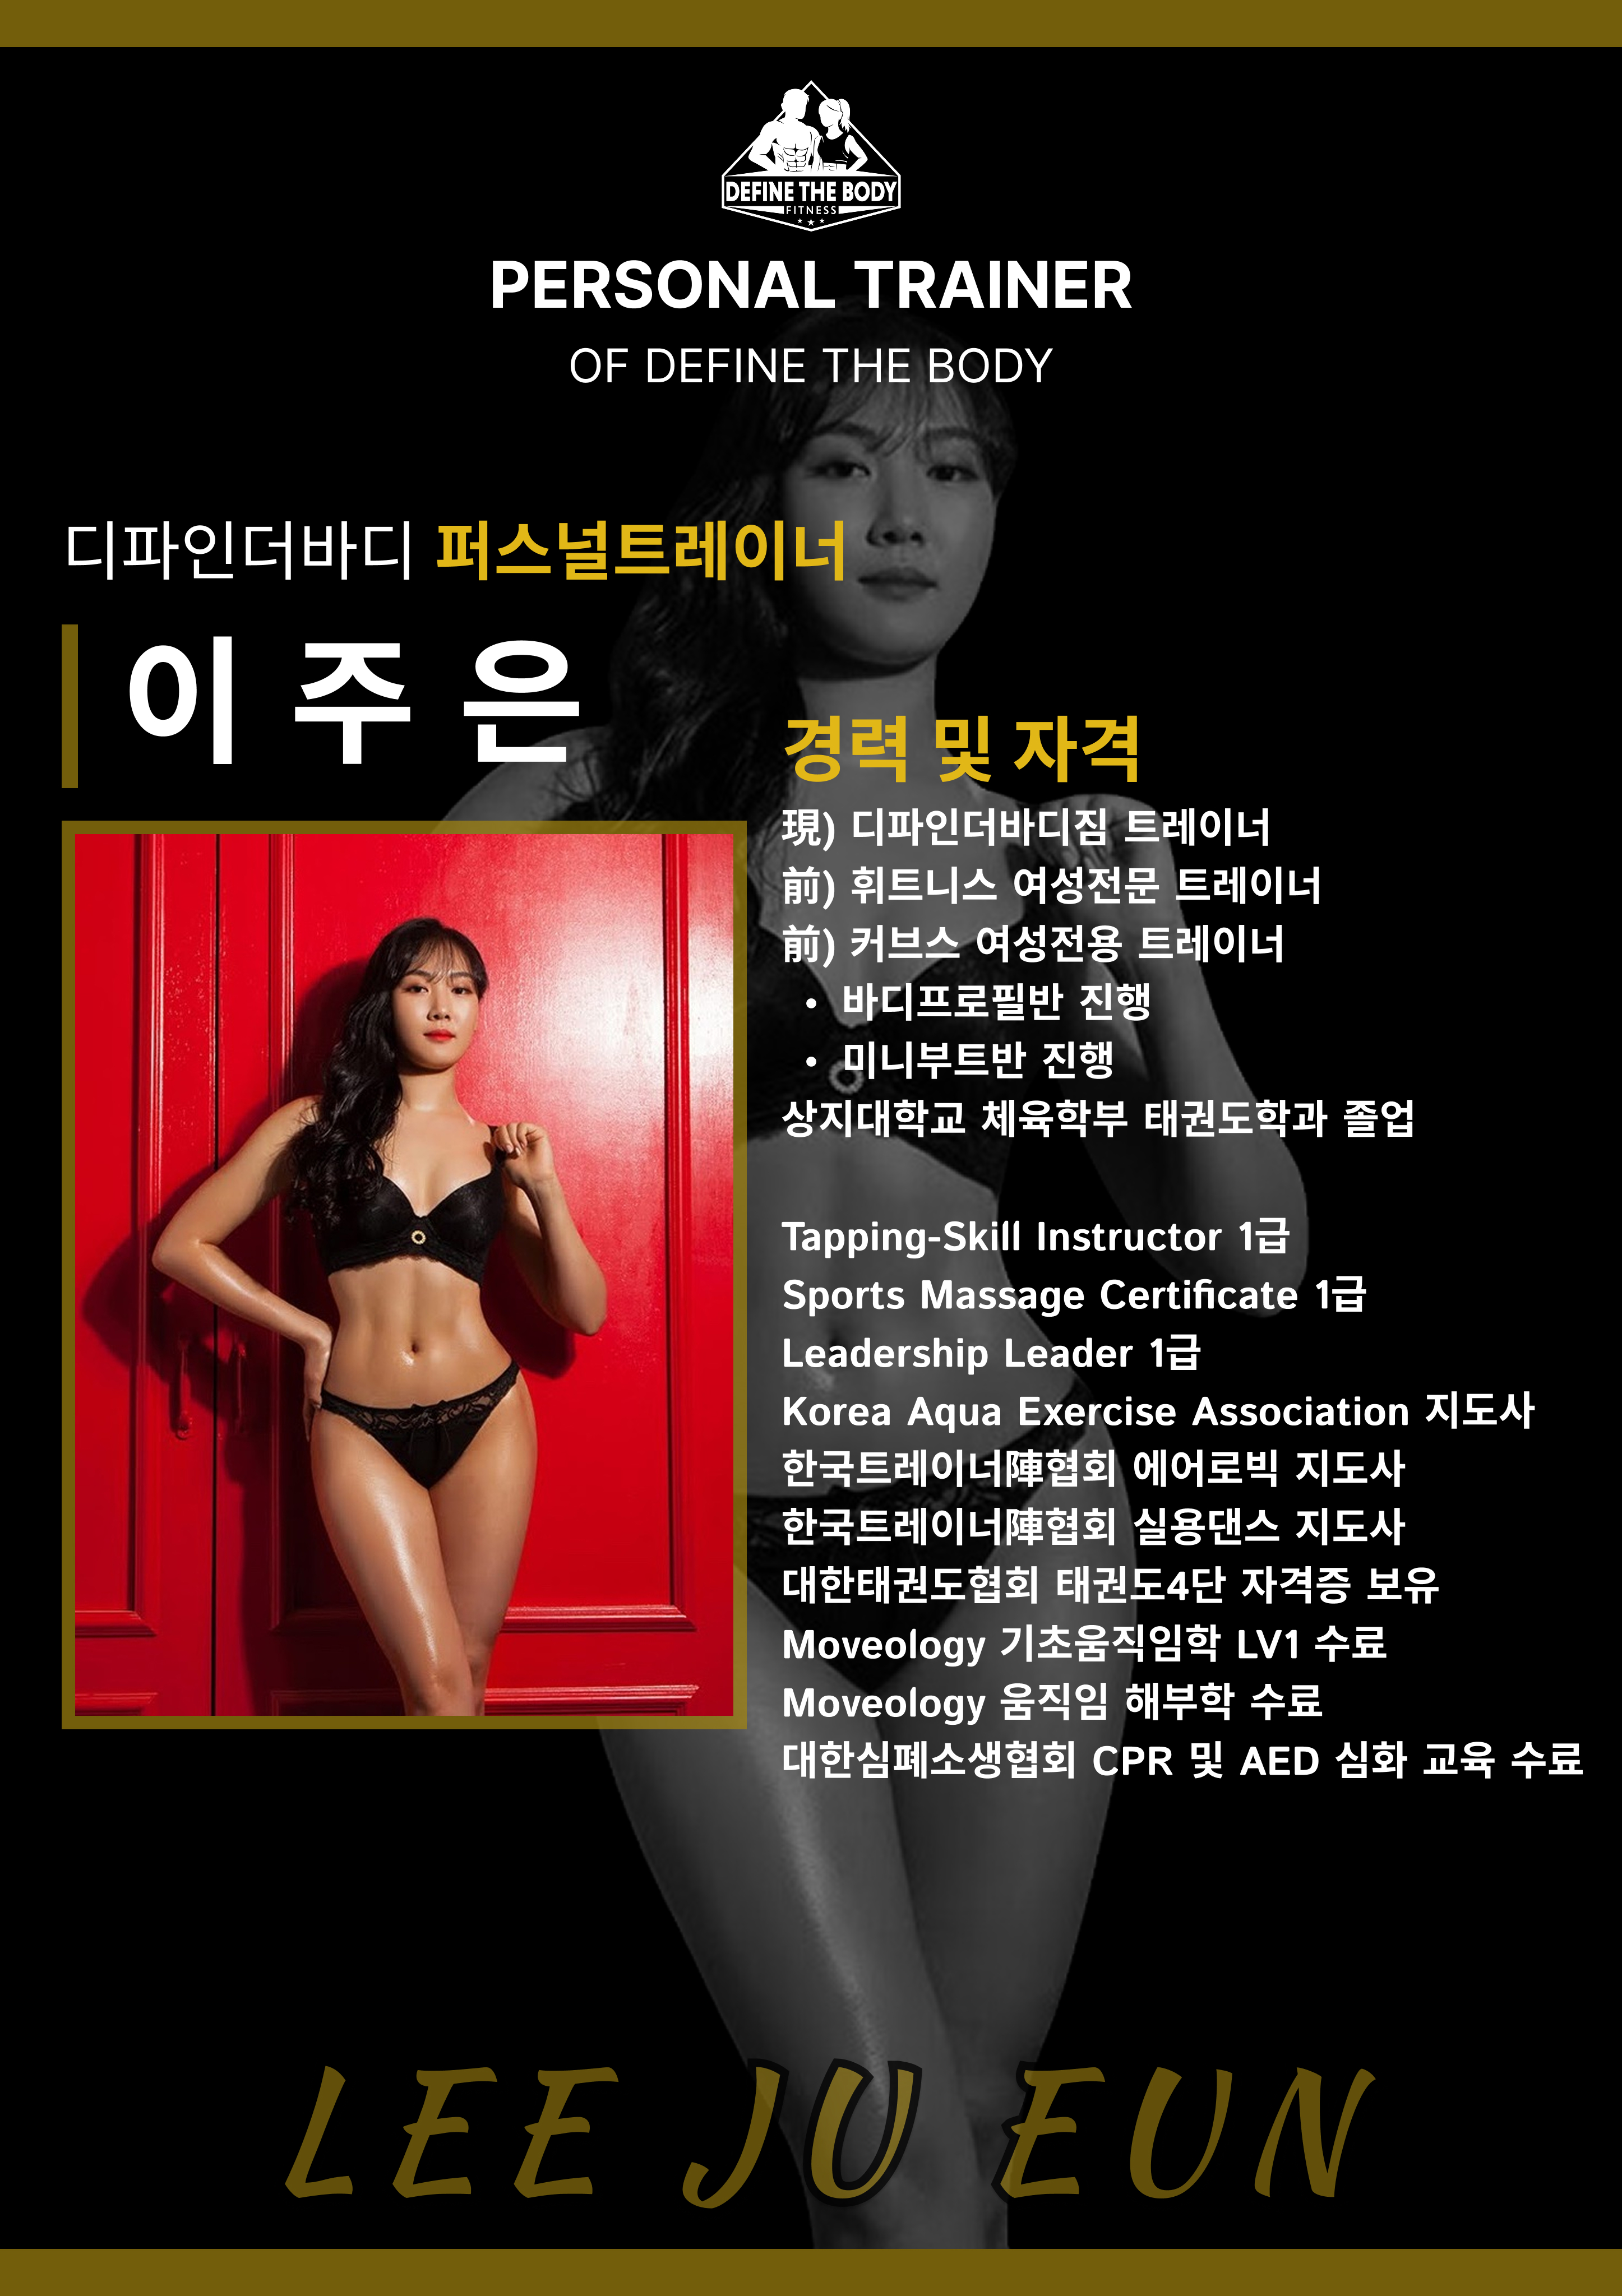 DEFINE THE BODY
FITNESS
PERSONAL TRAINER
OF DEFINE THE BODY
디파인더바디 퍼스널트레이너
이주은
경력 및 자격
現) 디파인더바디짐 트레이너
前) 휘트니스 여성전문 트레이너
前) 커브스 여성전용 트레이너
• 바디프로필반 진행
• 미니부트반 진행
상지대학교 체육학부 태권도학과 졸업
Tapping-Skill Instructor 1급
Sports Massage Certificate 1급
Leadership Leader 1급
Korea Aqua Exercise Association 지도사
한국트레이너陣협회 에어로빅 지도사
한국트레이너陣협회 실용댄스 지도사
대한태권도협회 태권도4단 자격증 보유
Moveology 기초움직임학 LV1 수료
Moveology 움직임 해부학 수료
대한심폐소생협회 CPR 및 AED 심화 교육 수료
LEE JU EUN